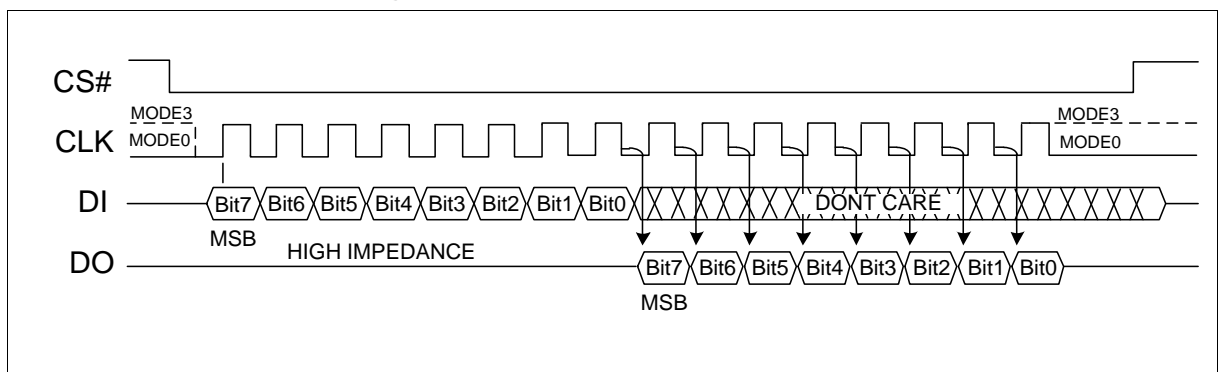 CS#
MODE3 MODE3
CLK MODE0 MODE0
DI Bit7 Bit6 Bit5 Bit4 Bit3 Bit2 Bit1 Bit0 DONT CARE
MSB
DO HIGH IMPEDANCE Bit7 Bit6 Bit5 Bit4 Bit3 Bit2 Bit1 Bit0
MSB